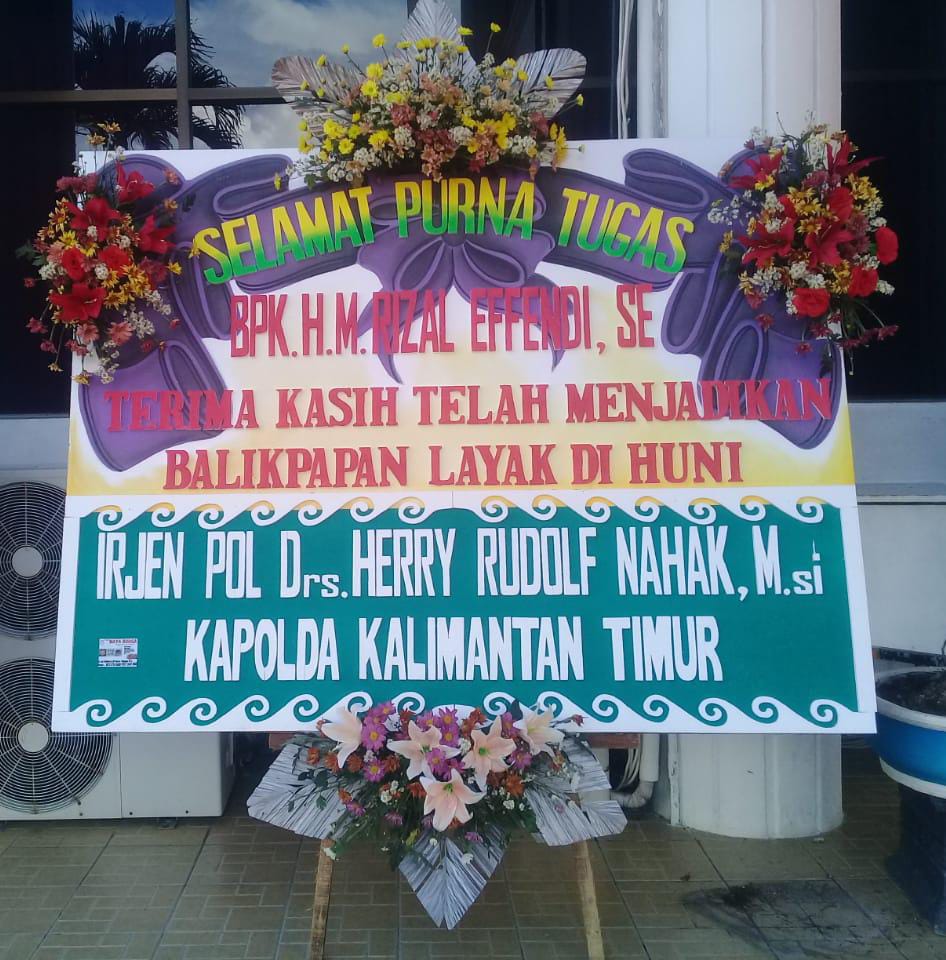 SELAMAT PURNA TUGAS
BPK. H. M. RIZAL EFFENDI, SE
TERIMA KASIH TELAH MENJADIKAN
BALIKPAPAN LAYAK DI HUNI
IRJEN POL Drs. HERRY RUDOLF NAHAK, M.si
KAPOLDA KALIMANTAN TIMUR